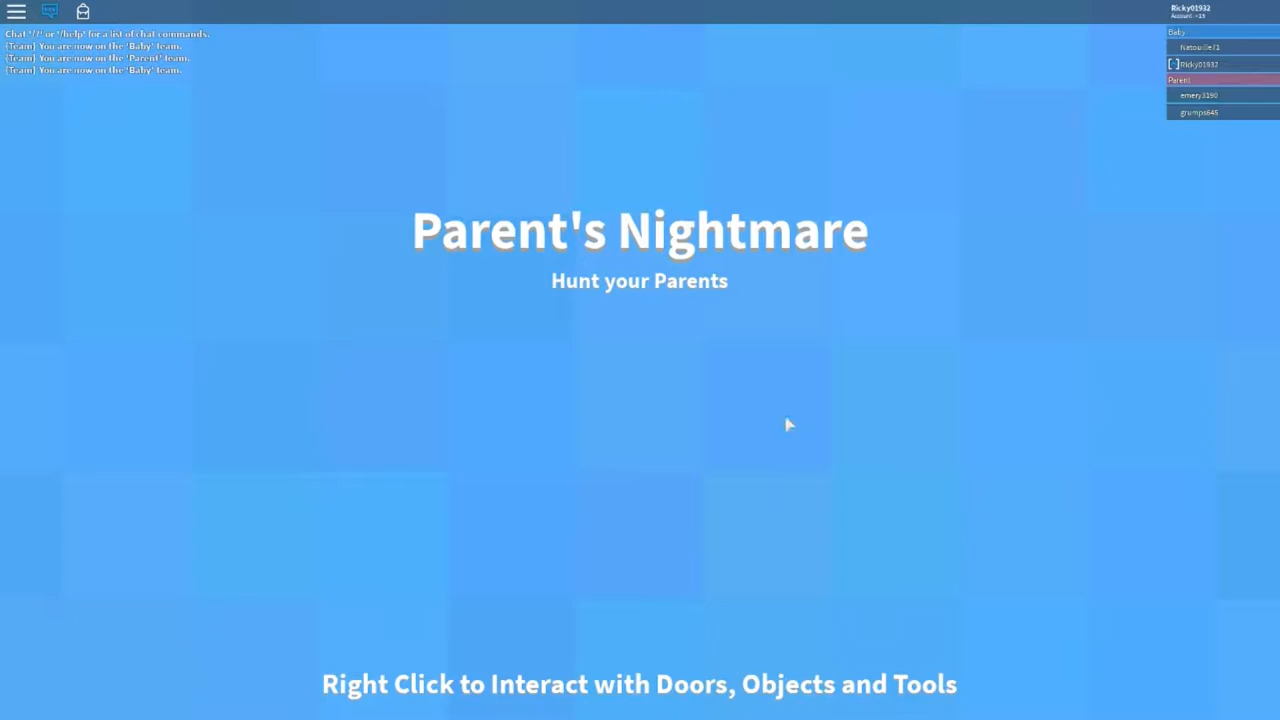 Ricky01932
Account: <13
Chat '/?' or '/help' for a list of chat commands.
[Team] You are now on the 'Baby' team.
[Team] You are now on the 'Parent' team.
[Team] You are now on the 'Baby' team.
Baby
Ricky01932
Parent
emery3190
grumps645
Parent's Nightmare
Hunt your Parents
Right Click to Interact with Doors, Objects and Tools